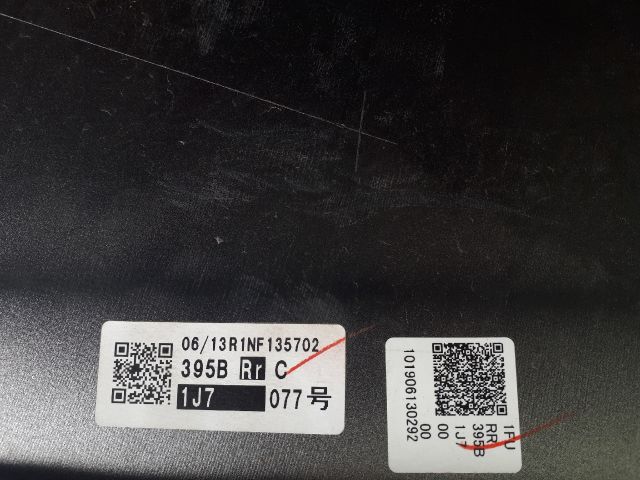 06/13R1NF135702
395B Rr C
1J7 077号
1FU
RR
395B
1J7
00
00
101906130292